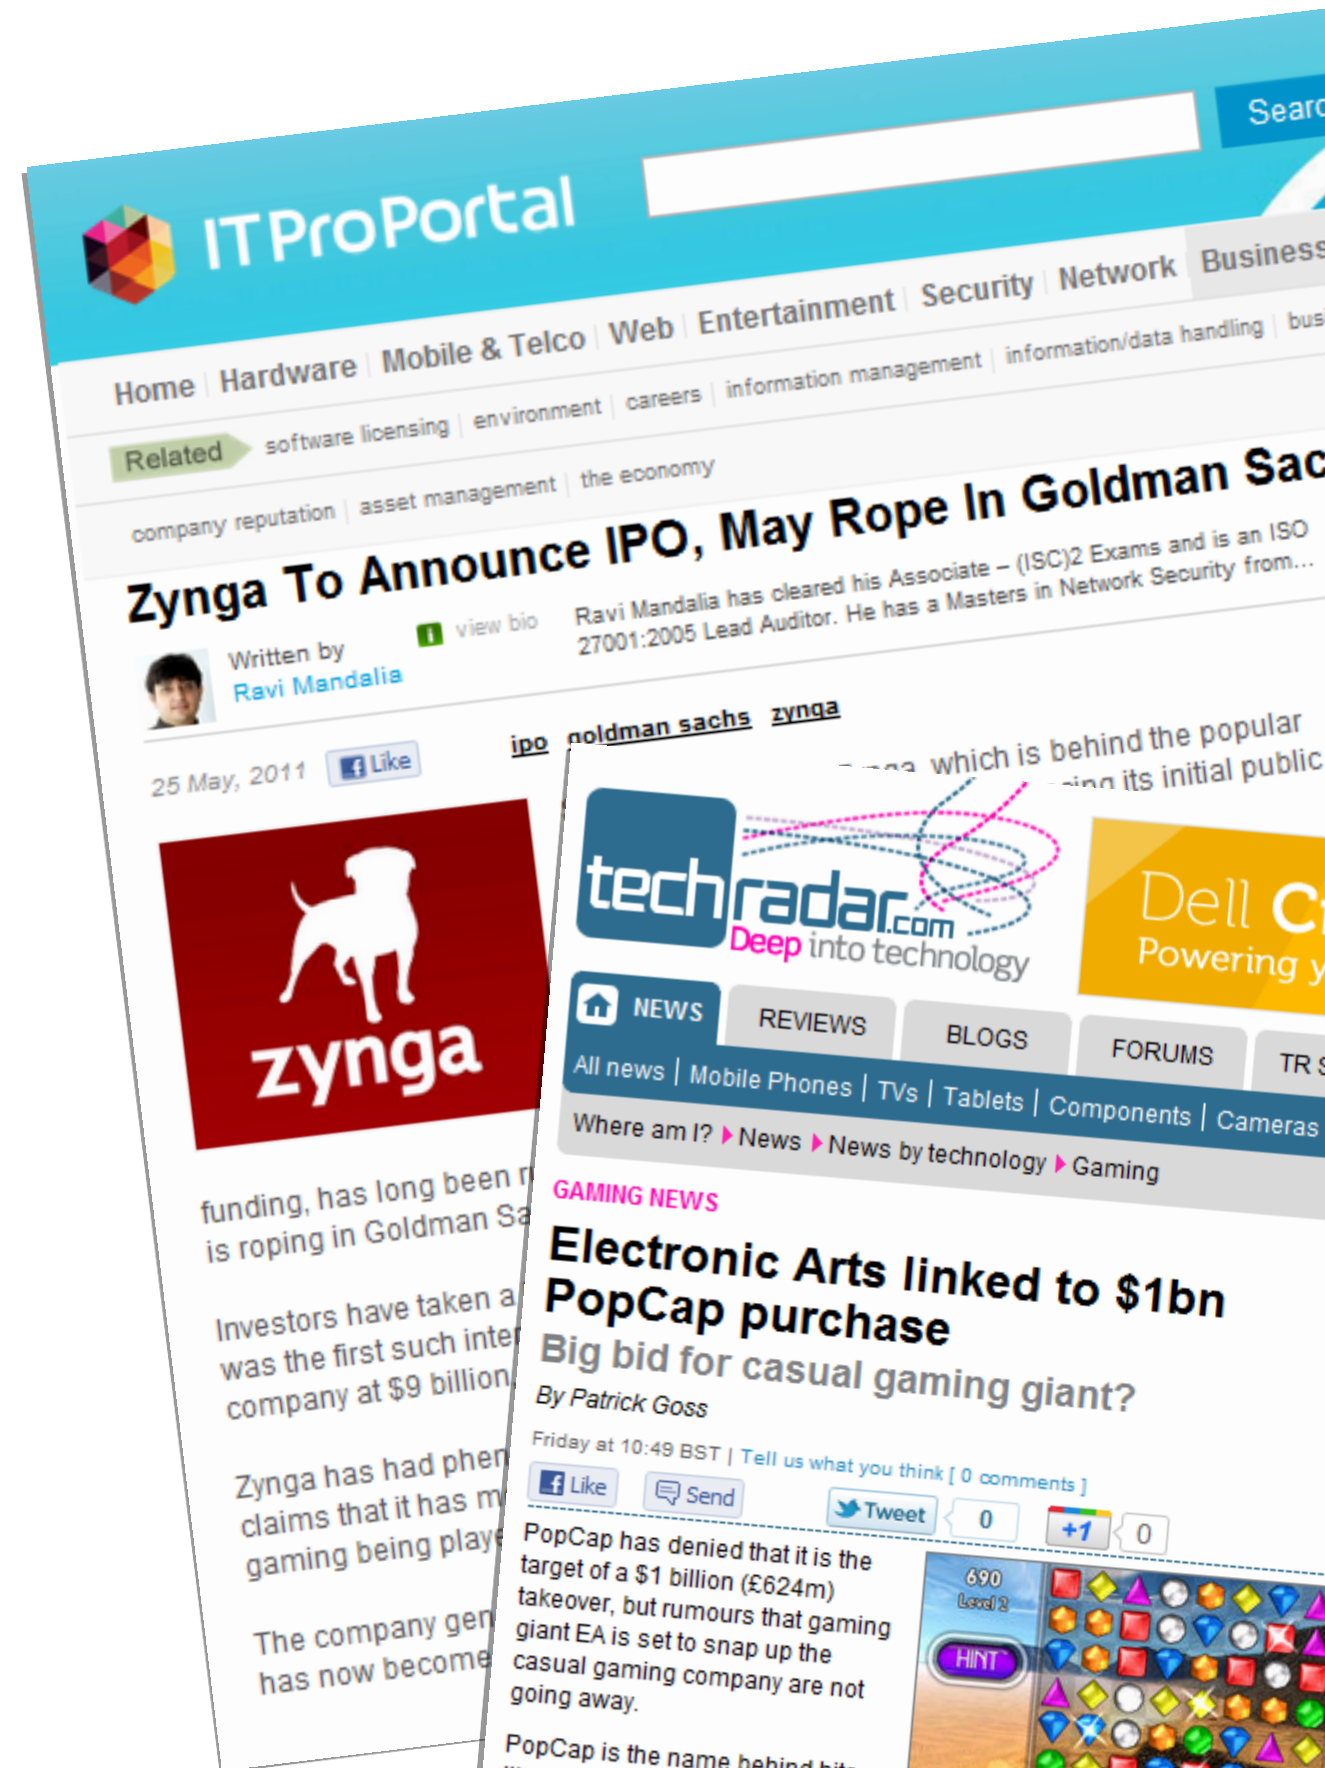 Searc
ITProPortal
Home | Hardware | Mobile & Telco | Web | Entertainment | Security | Network | Business
Related software licensing | environment | careers | information management | information/data handling | busi
company reputation | asset management | the economy
Zynga To Announce IPO, May Rope In Goldman Sac
Written by
Ravi Mandalia
view bio
Ravi Mandalia has cleared his Associate – (ISC)2 Exams and is an ISO
27001:2005 Lead Auditor. He has a Masters in Network Security from...
25 May, 2011 Like
ipo goldman sachs zynga
which is behind the popular
its initial public
zynga
funding, has long been r
is roping in Goldman Sa
Investors have taken a
was the first such inter
company at $9 billion,
Zynga has had phen
claims that it has m
gaming being playe
The company gen
has now become
techradar.com
Deep into technology
Dell
Powering y
NEWS REVIEWS BLOGS FORUMS TR S
All news | Mobile Phones | TVs | Tablets | Components | Cameras
Where am I? News News by technology Gaming
GAMING NEWS
Electronic Arts linked to $1bn
PopCap purchase
Big bid for casual gaming giant?
By Patrick Goss
Friday at 10:49 BST | Tell us what you think [ 0 comments ]
Like Send Tweet 0 +1 0
PopCap has denied that it is the
target of a $1 billion (£624m)
takeover, but rumours that gaming
giant EA is set to snap up the
casual gaming company are not
going away.
PopCap is the name behind hits
690
Level 2
HINT